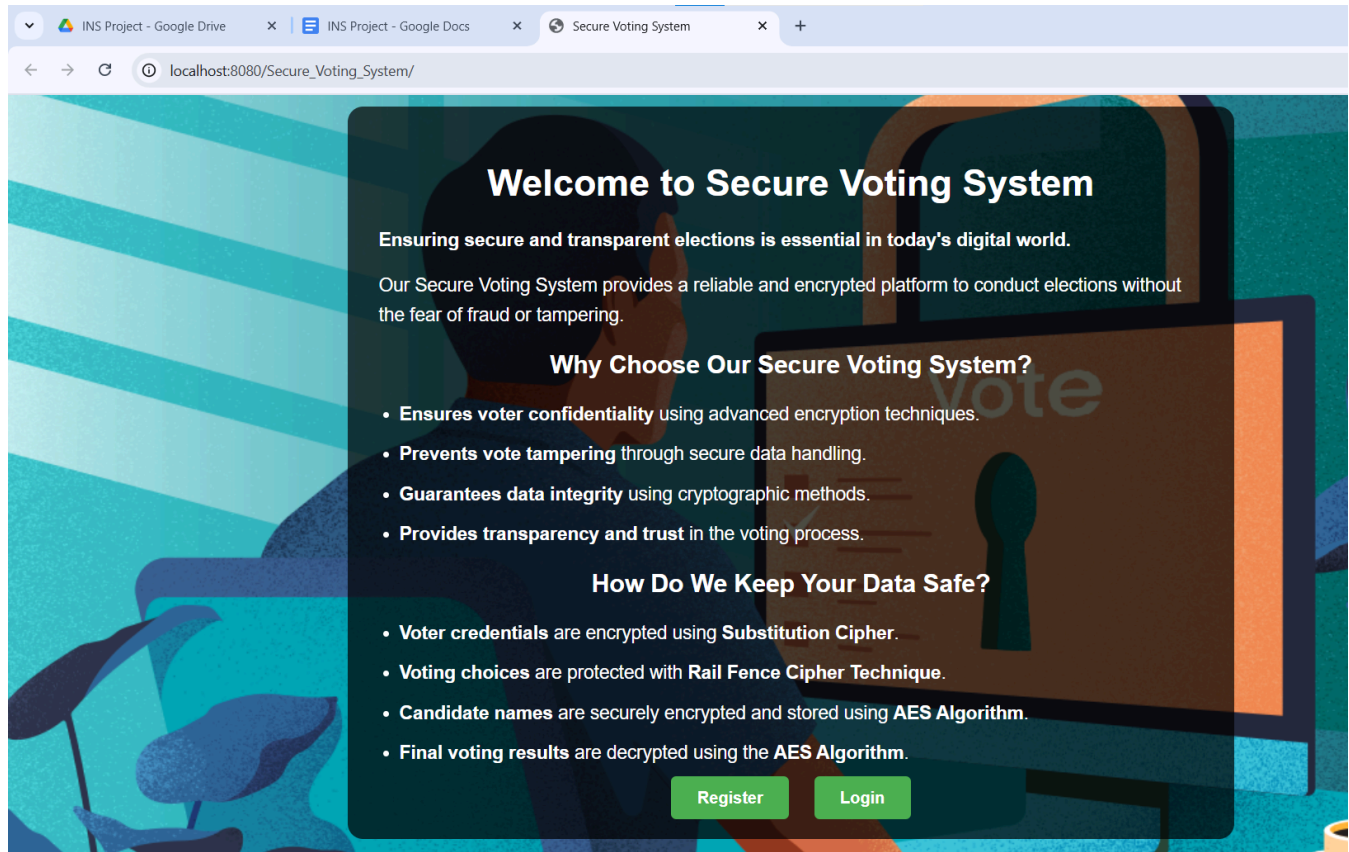 INS Project - Google Drive
INS Project - Google Docs
Secure Voting System
localhost:8080/Secure_Voting_System/
Welcome to Secure Voting System
Ensuring secure and transparent elections is essential in today's digital world.
Our Secure Voting System provides a reliable and encrypted platform to conduct elections without
the fear of fraud or tampering.
Why Choose Our Secure Voting System?
vote
• Ensures voter confidentiality using advanced encryption techniques.
• Prevents vote tampering through secure data handling.
• Guarantees data integrity using cryptographic methods.
• Provides transparency and trust in the voting process.
How Do We Keep Your Data Safe?
• Voter credentials are encrypted using Substitution Cipher.
• Voting choices are protected with Rail Fence Cipher Technique.
• Candidate names are securely encrypted and stored using AES Algorithm.
• Final voting results are decrypted using the AES Algorithm.
Register
Login